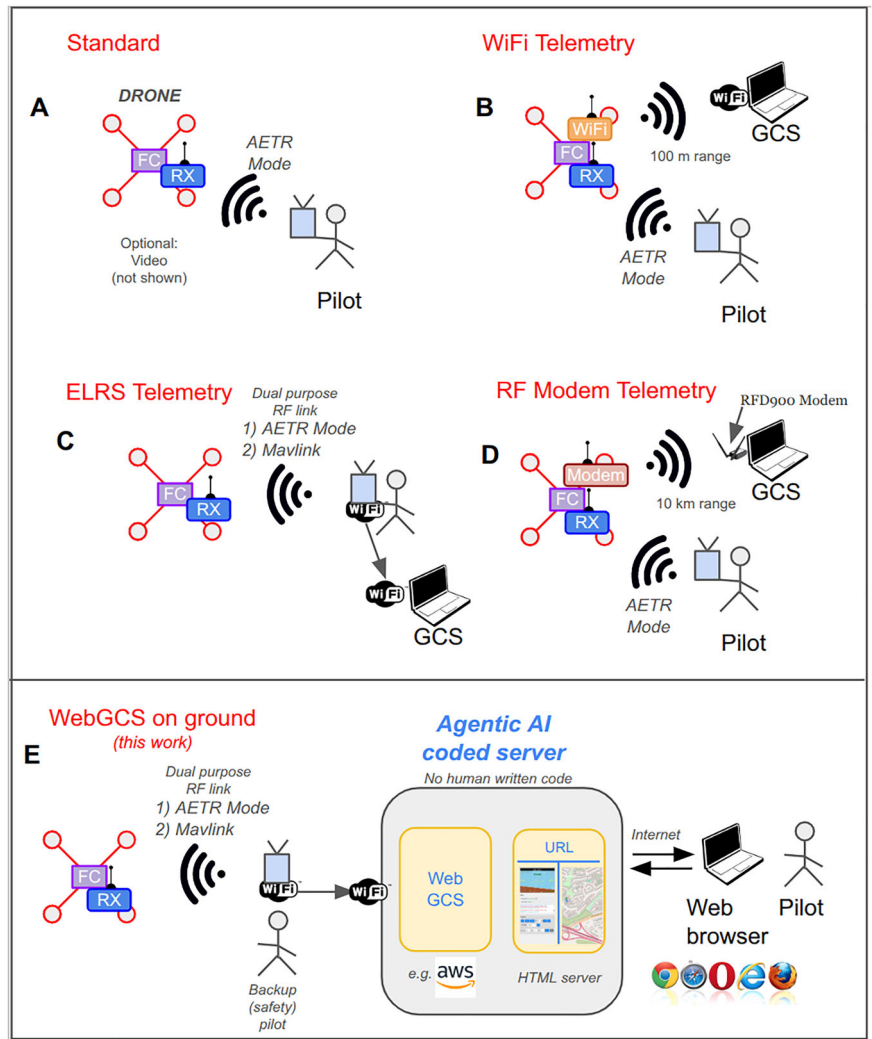 Standard
A
DRONE
FC
RX
AETR
Mode
Optional:
Video
(not shown)
Pilot
WiFi Telemetry
B
WiFi
FC
RX
Wi Fi
GCS
100 m range
AETR
Mode
Pilot
ELRS Telemetry
C
Dual purpose
RF link
1) AETR Mode
2) Mavlink
FC
RX
Wi Fi
Wi Fi
GCS
RF Modem Telemetry
D
RFD900 Modem
Modem
FC
RX
GCS
10 km range
AETR
Mode
Pilot
WebGCS on ground
(this work)
E
Dual purpose
RF link
1) AETR Mode
2) Mavlink
FC
RX
Wi Fi
Backup
(safety)
pilot
Wi Fi
Agentic AI
coded server
No human written code
Web
GCS
e.g. aws
URL
HTML server
Internet
Web
browser
Pilot